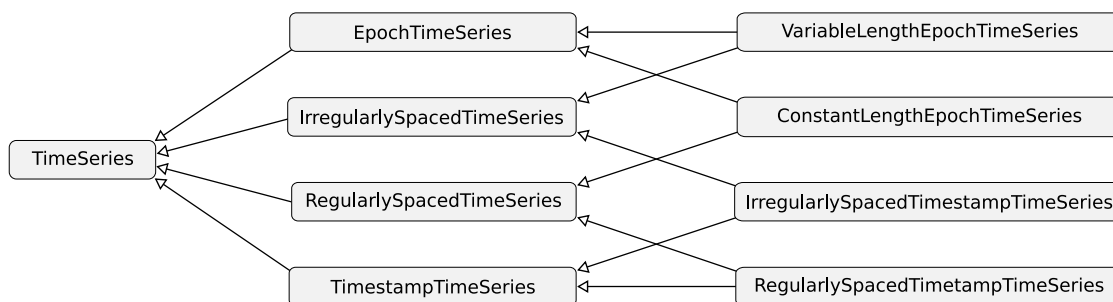 TimeSeries
EpochTimeSeries
IrregularlySpacedTimeSeries
RegularlySpacedTimeSeries
TimestampTimeSeries
VariableLengthEpochTimeSeries
ConstantLengthEpochTimeSeries
IrregularlySpacedTimestampTimeSeries
RegularlySpacedTimetampTimeSeries